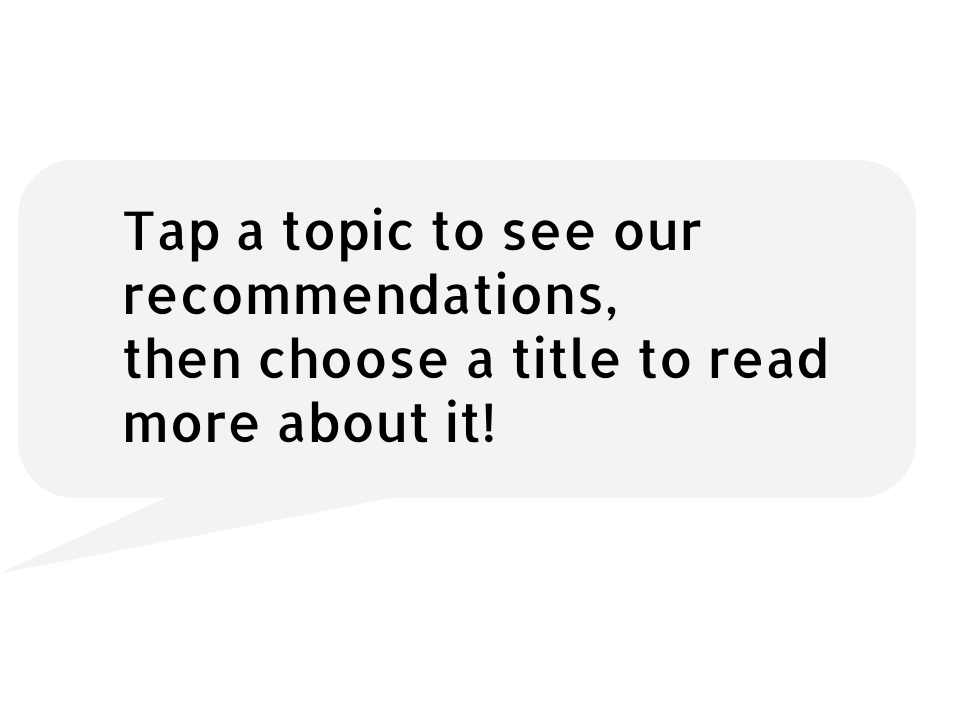 Tap a topic to see our
recommendations,
then choose a title to read
more about it!